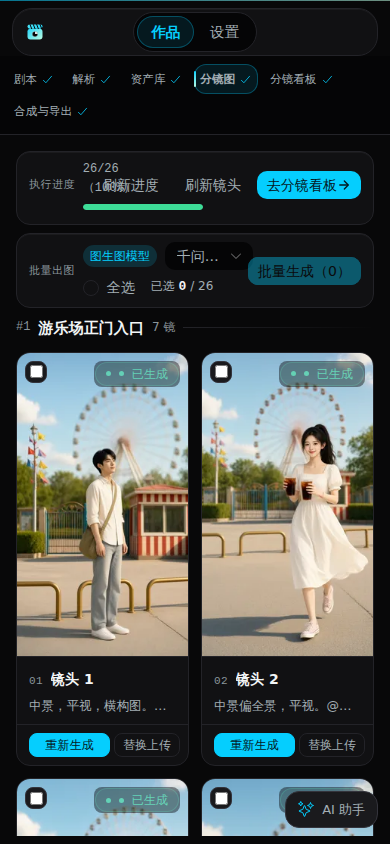 作品 设置
剧本 解析 资产库 分镜图 分镜看板
合成与导出
执行进度
26/26
刷新进度 刷新镜头 去分镜看板→
批量出图 图生图模型 千问… 批量生成（0）
全选 已选 0 / 26
#1 游乐场正门入口 7 镜
已生成 已生成
01 镜头 1
中景，平视，横构图。…
重新生成 替换上传
02 镜头 2
中景偏全景，平视。@…
重新生成 替换上传
已生成
AI 助手